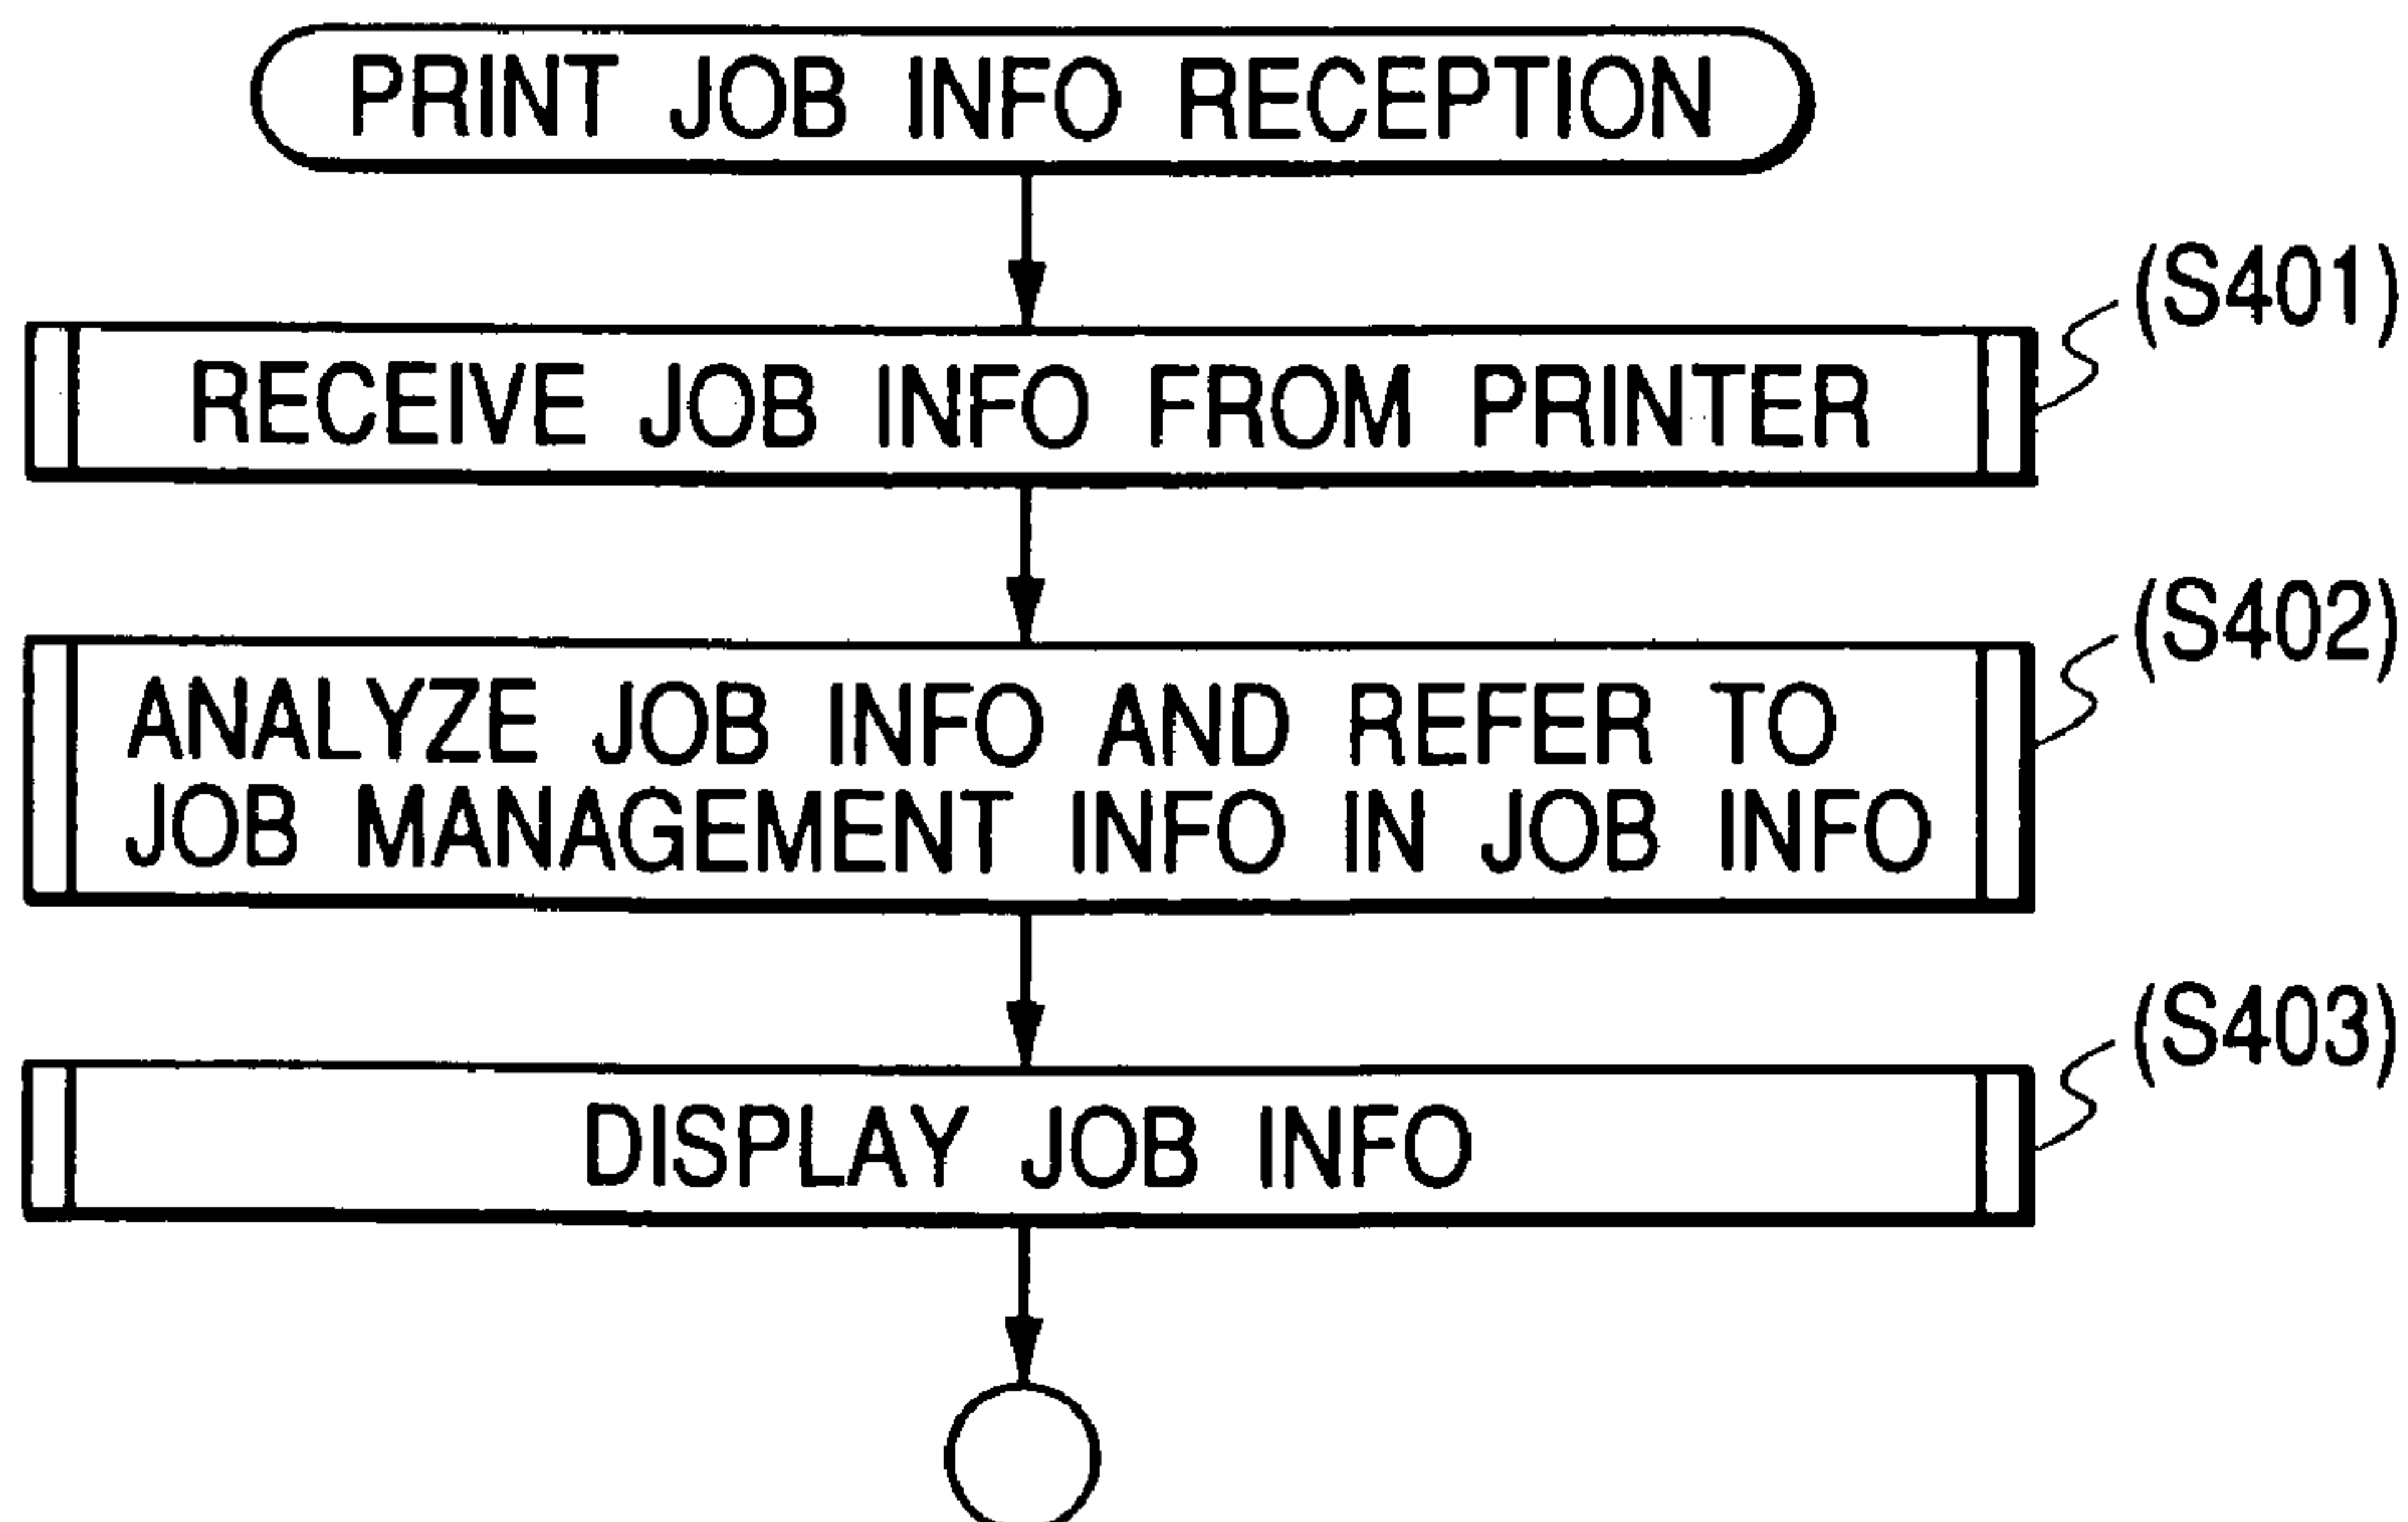 PRINT JOB INFO RECEPTION
(S401)
RECEIVE JOB INFO FROM PRINTER
(S402)
ANALYZE JOB INFO AND REFER TO
JOB MANAGEMENT INFO IN JOB INFO
(S403)
DISPLAY JOB INFO